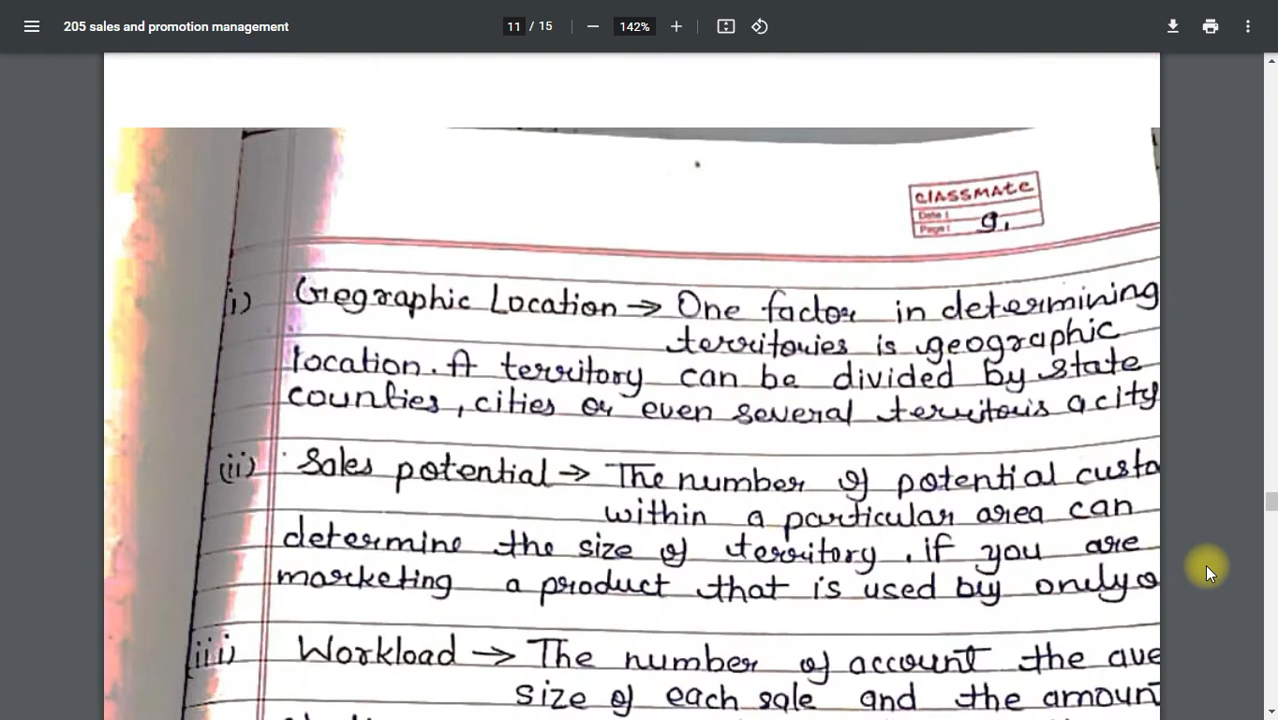 205 sales and promotion management
11 / 15
142%
CLASSMATE
Date :
Page : 9,
i) Gegraphic Location → One factor in determining
territories is geographic
location. A territory can be divided by state
counties, cities or even several territoris a city
(ii) Sales potential → The number of potential custo
within a particular area can
determine the size of territory. if you are
marketing a product that is used by only a
iii) Workload → The number of account the ave
size of each sale and the amoun